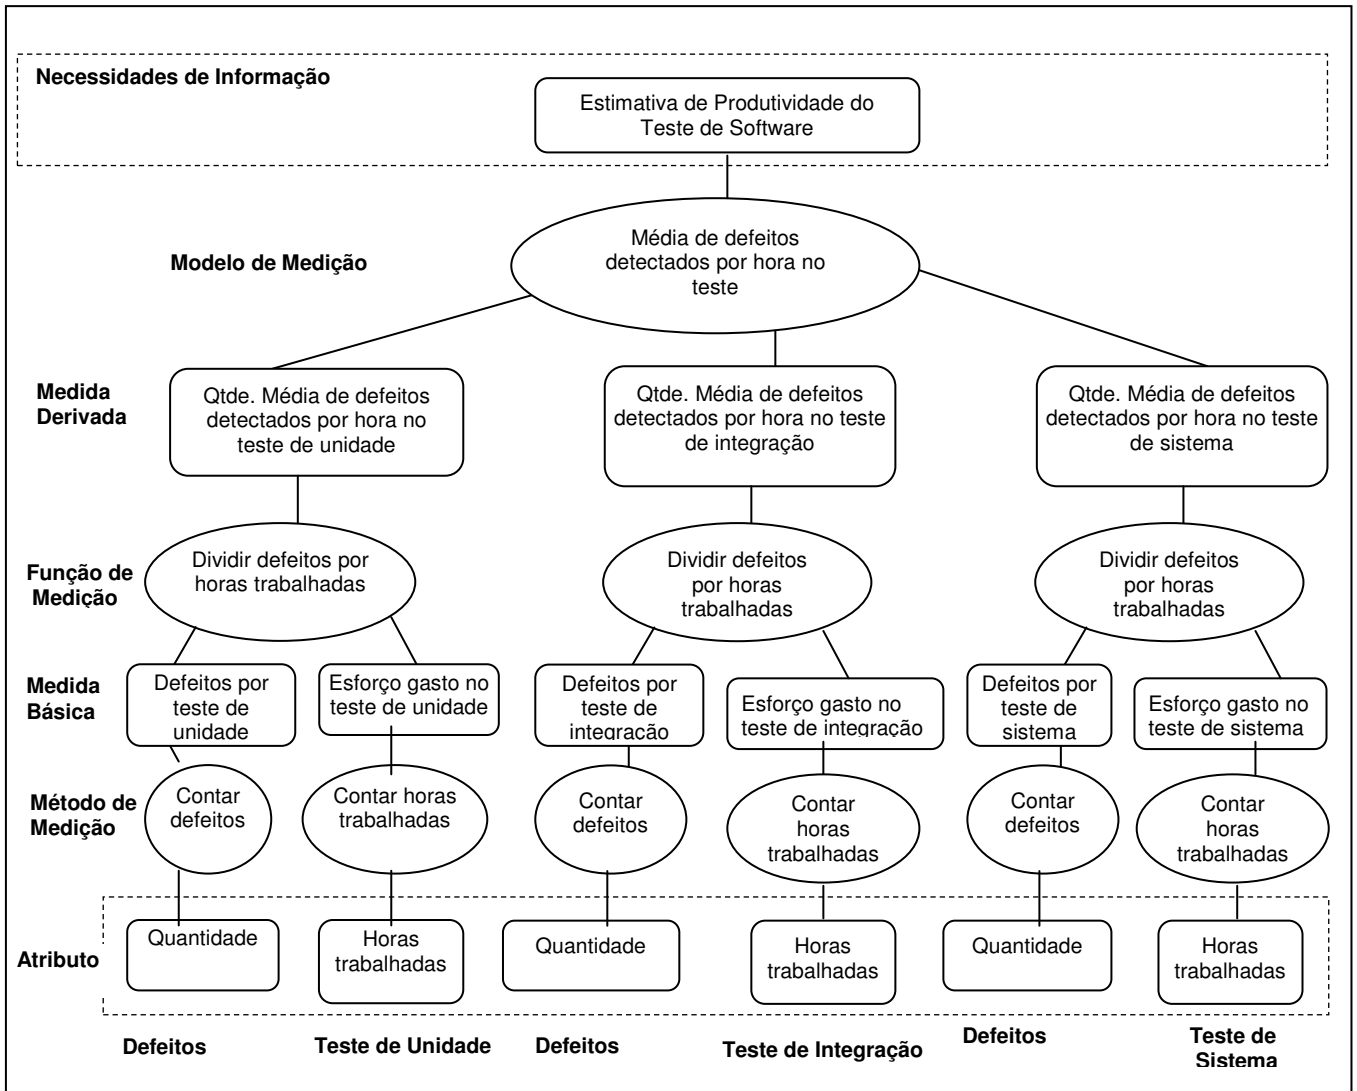 Necessidades de Informação
Estimativa de Produtividade do
Teste de Software
Modelo de Medição
Média de defeitos
detectados por hora no
teste
Medida
Derivada
Qtde. Média de defeitos
detectados por hora no
teste de unidade
Qtde. Média de defeitos
detectados por hora no teste
de integração
Qtde. Média de defeitos
detectados por hora no teste
de sistema
Função de
Medição
Dividir defeitos por
horas trabalhadas
Dividir defeitos
por horas
trabalhadas
Dividir defeitos
por horas
trabalhadas
Medida
Básica
Defeitos por
teste de
unidade
Esforço gasto no
teste de unidade
Defeitos por
teste de
integração
Esforço gasto no
teste de integração
Defeitos por
teste de
sistema
Esforço gasto no
teste de sistema
Método de
Medição
Contar
defeitos
Contar horas
trabalhadas
Contar
defeitos
Contar
horas
trabalhadas
Contar
defeitos
Contar
horas
trabalhadas
Atributo
Quantidade
Horas
trabalhadas
Quantidade
Horas
trabalhadas
Quantidade
Horas
trabalhadas
Defeitos
Teste de Unidade
Defeitos
Teste de Integração
Defeitos
Teste de
Sistema